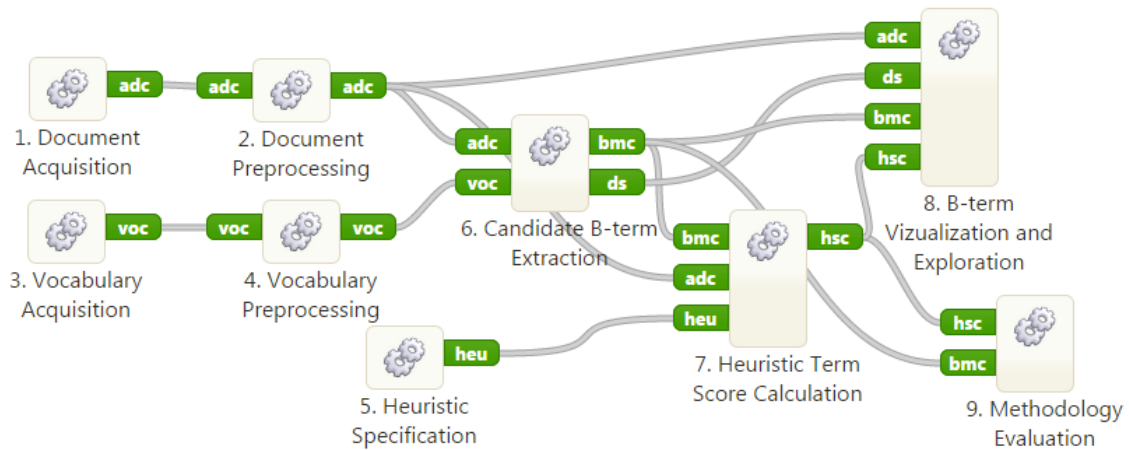 adc
adc
adc
1. Document
Acquisition
2. Document
Preprocessing
voc
voc
voc
3. Vocabulary
Acquisition
4. Vocabulary
Preprocessing
heu
5. Heuristic
Specification
adc
voc
bmc
ds
6. Candidate B-term
Extraction
bmc
adc
heu
hsc
7. Heuristic Term
Score Calculation
adc
ds
bmc
hsc
8. B-term
Vizualization and
Exploration
hsc
bmc
9. Methodology
Evaluation